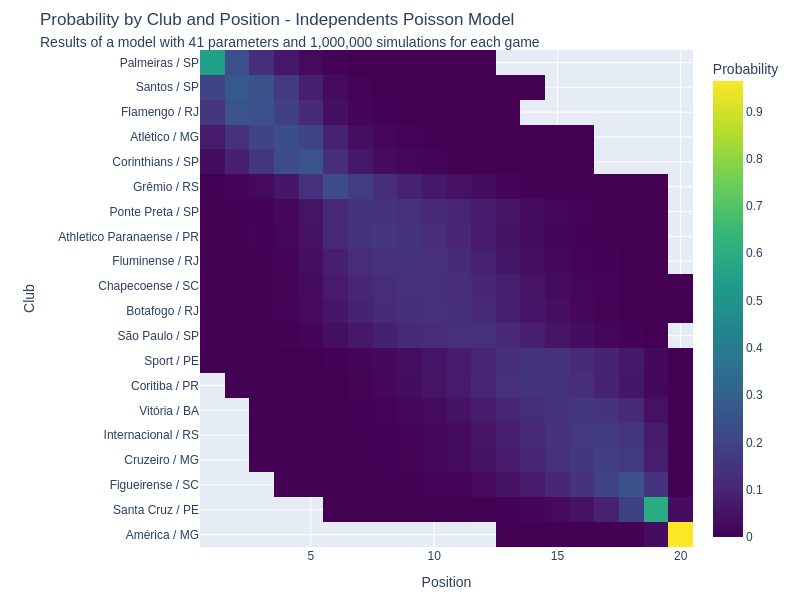 Probability by Club and Position - Independents Poisson Model
Results of a model with 41 parameters and 1,000,000 simulations for each game
Probability
Club
Palmeiras / SP
Santos / SP
Flamengo / RJ
Atlético / MG
Corinthians / SP
Grêmio / RS
Ponte Preta / SP
Athletico Paranaense / PR
Fluminense / RJ
Chapecoense / SC
Botafogo / RJ
São Paulo / SP
Sport / PE
Coritiba / PR
Vitória / BA
Internacional / RS
Cruzeiro / MG
Figueirense / SC
Santa Cruz / PE
América / MG
0.9
0.8
0.7
0.6
0.5
0.4
0.3
0.2
0.1
0
5
10
15
20
Position